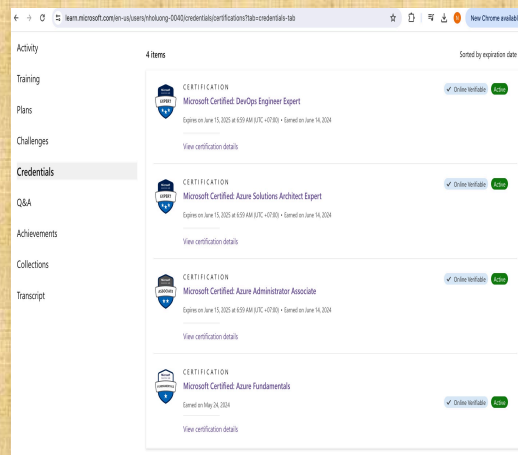 learn.microsoft.com/en-us/users/nholuong-0040/credentials/certifications?tab=credentials-tab
New Chrome availabl
Activity
Training
Plans
Challenges
Credentials
Q&A
Achievements
Collections
Transcript
4 items
Sorted by expiration date
EXPERT
CERTIFICATION
Microsoft Certified: DevOps Engineer Expert
Expires on June 15, 2025 at 6:59 AM (UTC +07:00) • Earned on June 14, 2024
View certification details
✓ Online Verifiable
Active
EXPERT
CERTIFICATION
Microsoft Certified: Azure Solutions Architect Expert
Expires on June 15, 2025 at 6:59 AM (UTC +07:00) • Earned on June 14, 2024
View certification details
✓ Online Verifiable
Active
ASSOCIATE
CERTIFICATION
Microsoft Certified: Azure Administrator Associate
Expires on June 15, 2025 at 6:59 AM (UTC +07:00) • Earned on June 14, 2024
View certification details
✓ Online Verifiable
Active
FUNDAMENTALS
CERTIFICATION
Microsoft Certified: Azure Fundamentals
Earned on May 24, 2024
View certification details
✓ Online Verifiable
Active